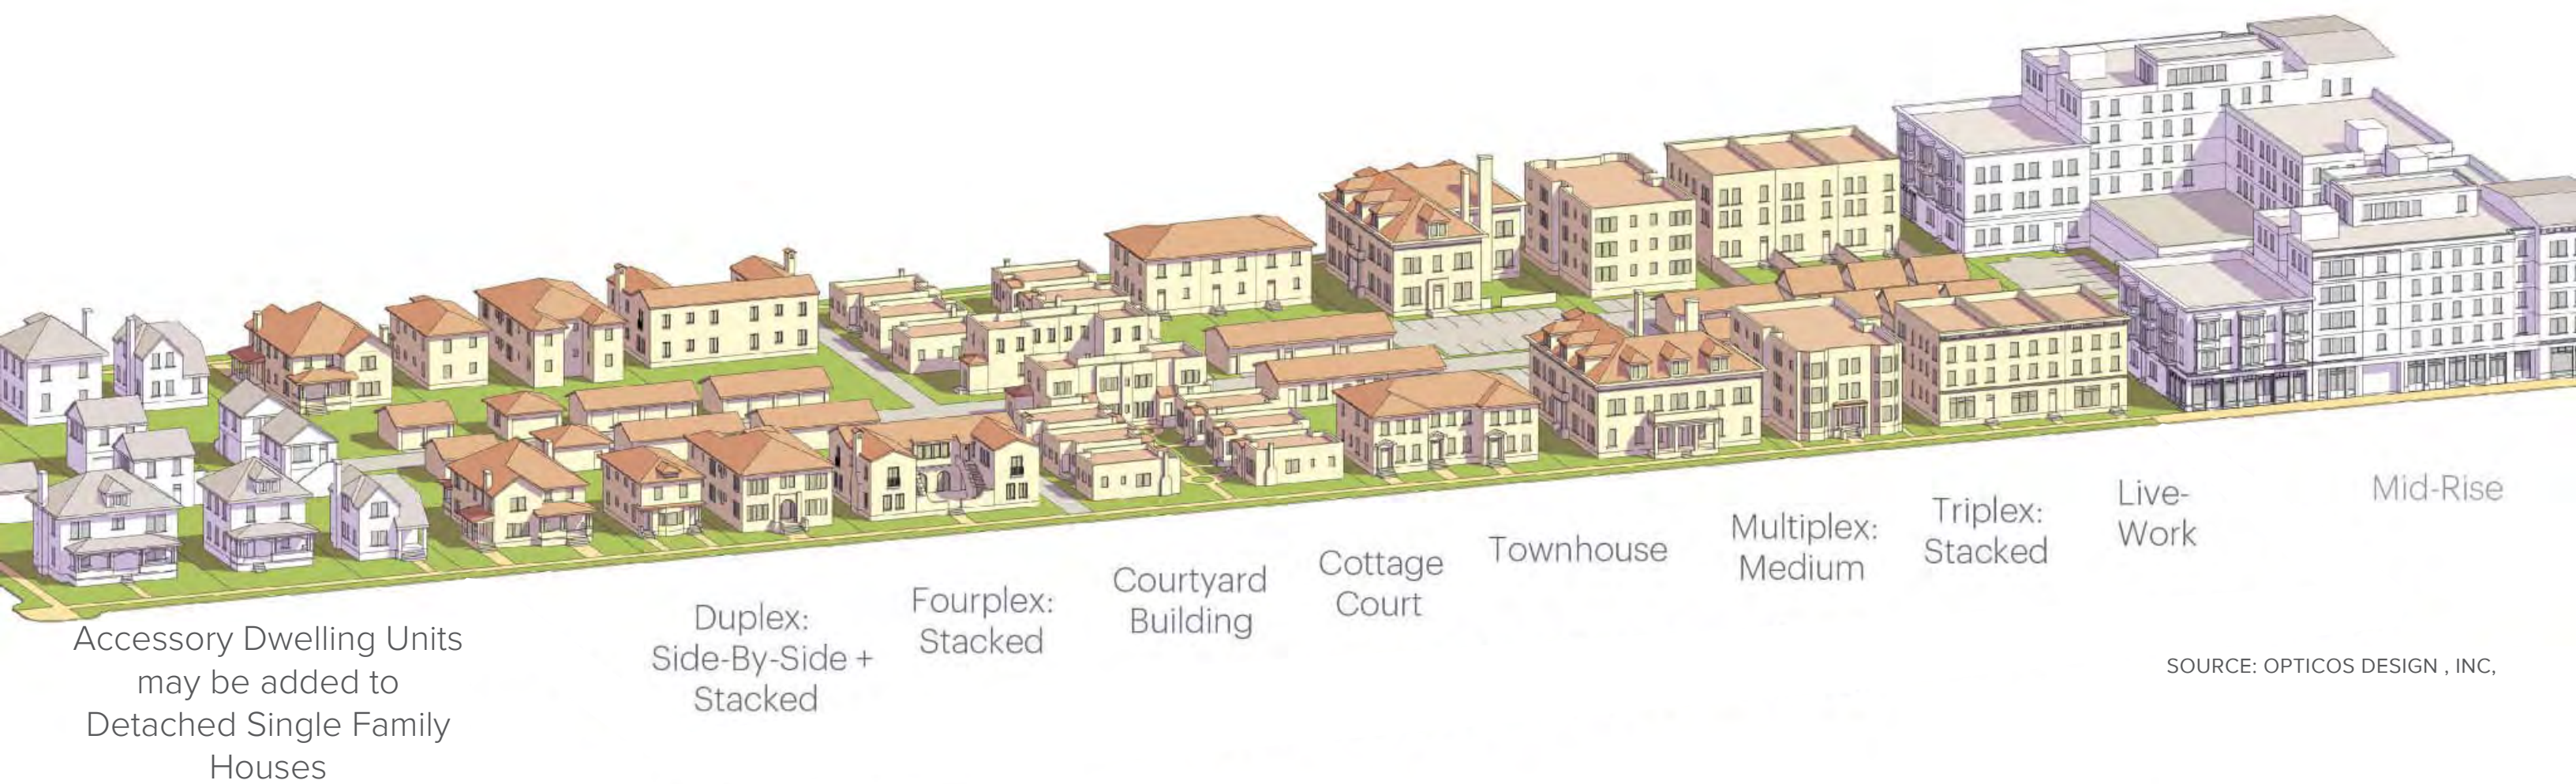 Accessory Dwelling Units
may be added to
Detached Single Family
Houses
Duplex:
Side-By-Side +
Stacked
Fourplex:
Stacked
Courtyard
Building
Cottage
Court
Townhouse
Multiplex:
Medium
Triplex:
Stacked
Live-
Work
Mid-Rise
SOURCE: OPTICOS DESIGN , INC,